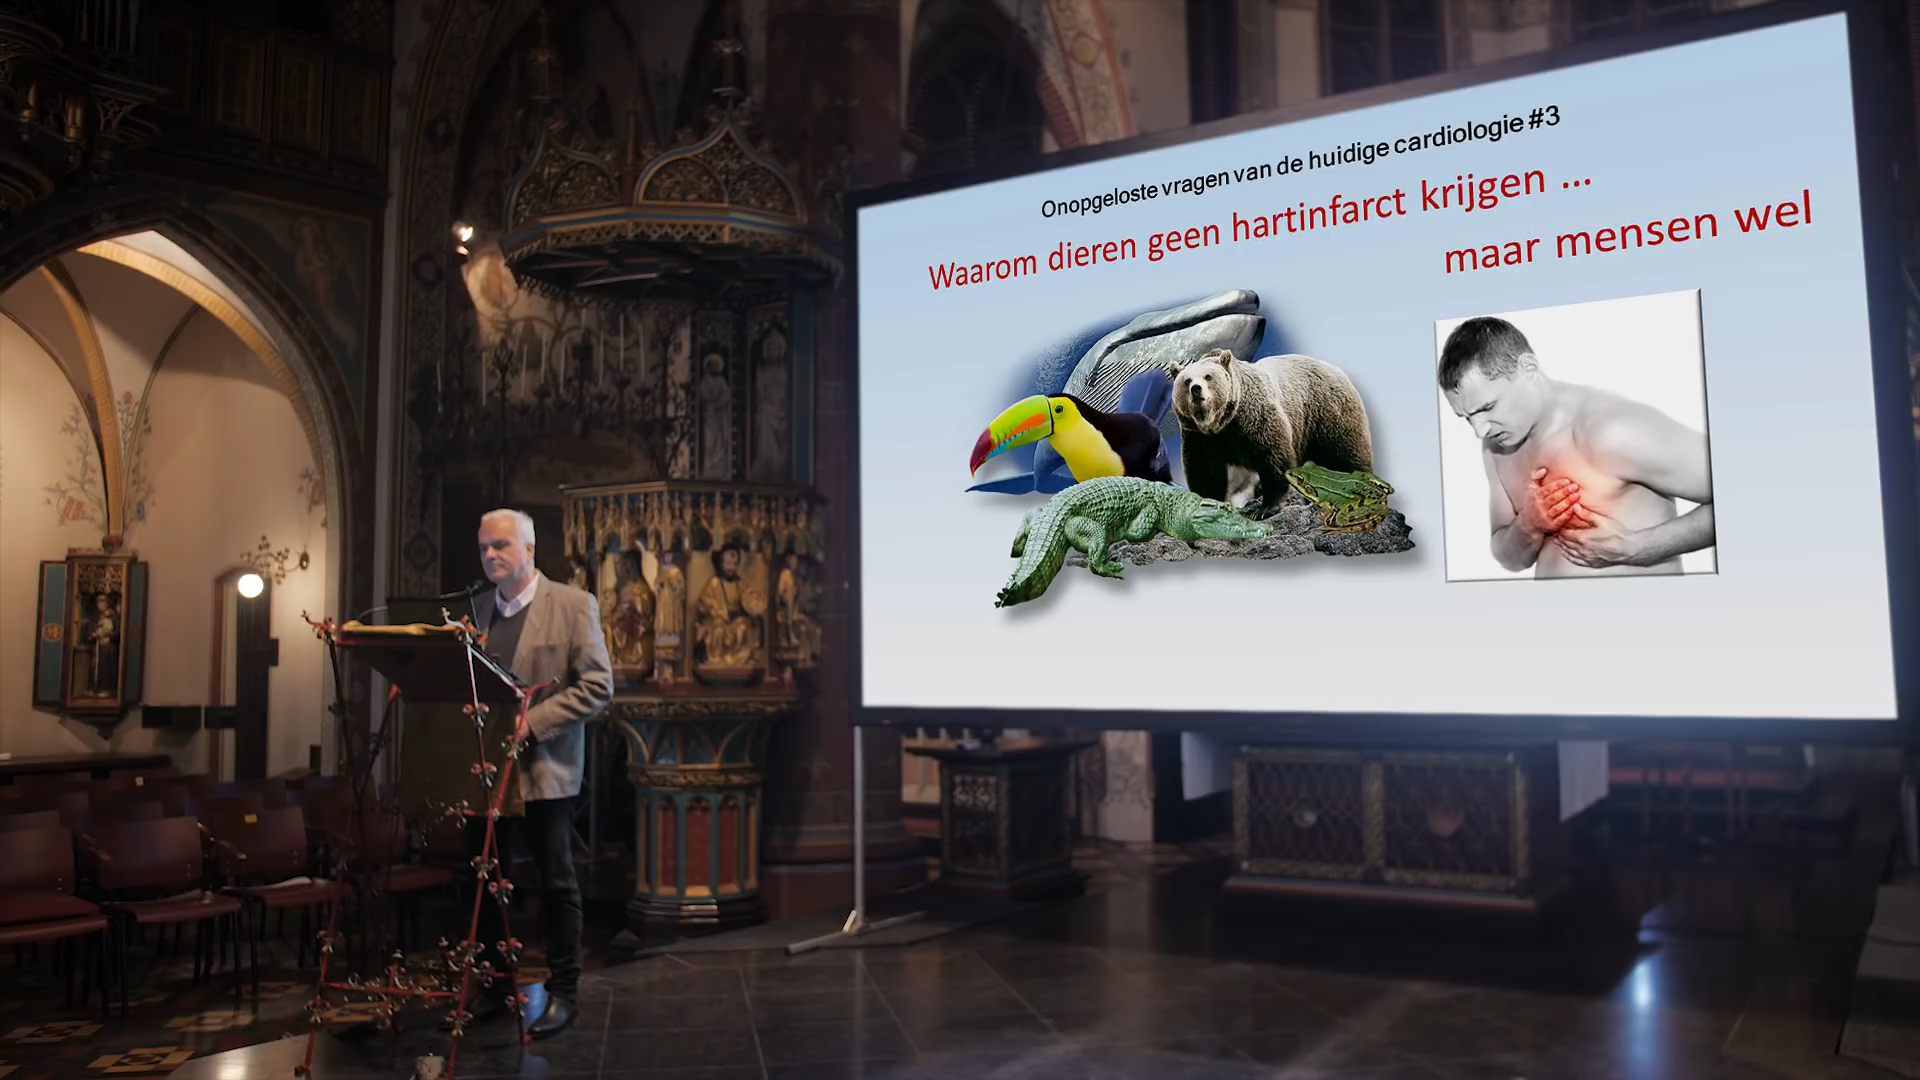 Onopgeloste vragen van de huidige cardiologie #3
Waarom dieren geen hartinfarct krijgen ...
maar mensen wel